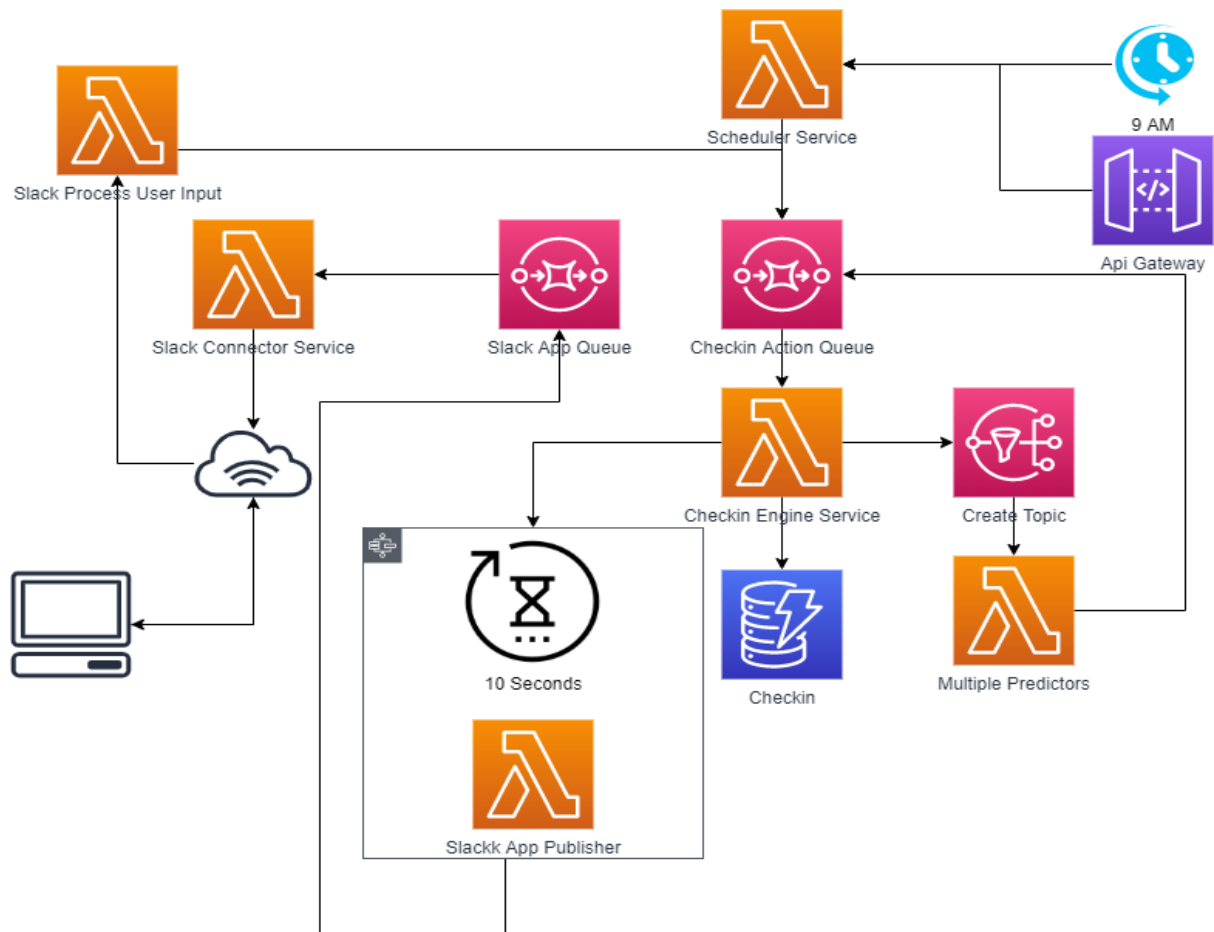 9 AM
Scheduler Service
Slack Process User Input
</>
Api Gateway
Slack Connector Service
Slack App Queue
Checkin Action Queue
Checkin Engine Service
Create Topic
10 Seconds
Checkin
Multiple Predictors
Slackk App Publisher